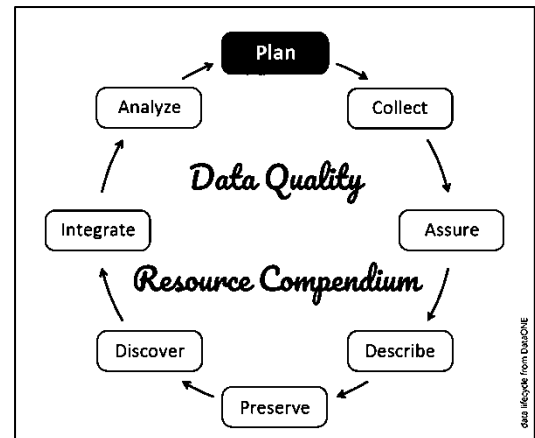 Plan
Analyze
Collect
Data Quality
Integrate
Assure
Resource Compendium
Discover
Describe
Preserve
data lifecycle from DataONE